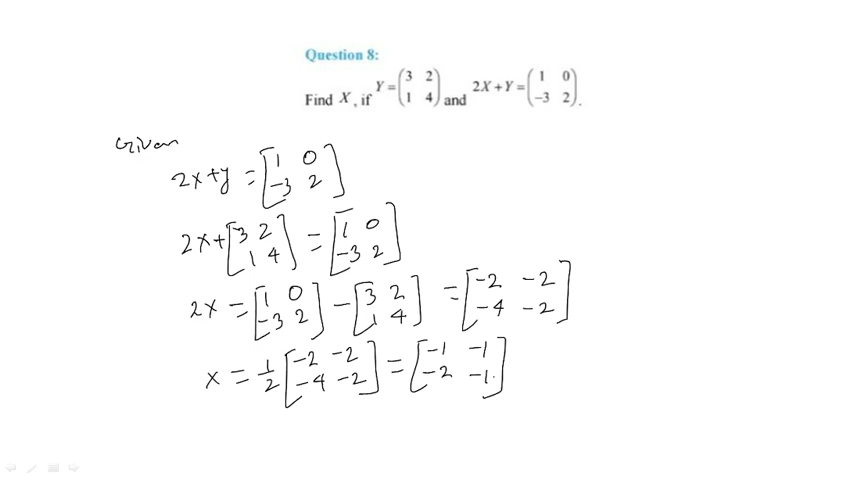 Question 8:
Find X, if Y = (3 2; 1 4) and 2X + Y = (1 0; −3 2).
Given
2x+y = [1 0; −3 2]
2x+[3 2; 1 4] = [1 0; −3 2]
2x = [1 0; −3 2] − [3 2; 1 4] = [−2 −2; −4 −2]
x = 1/2 [−2 −2; −4 −2] = [−1 −1; −2 −1]